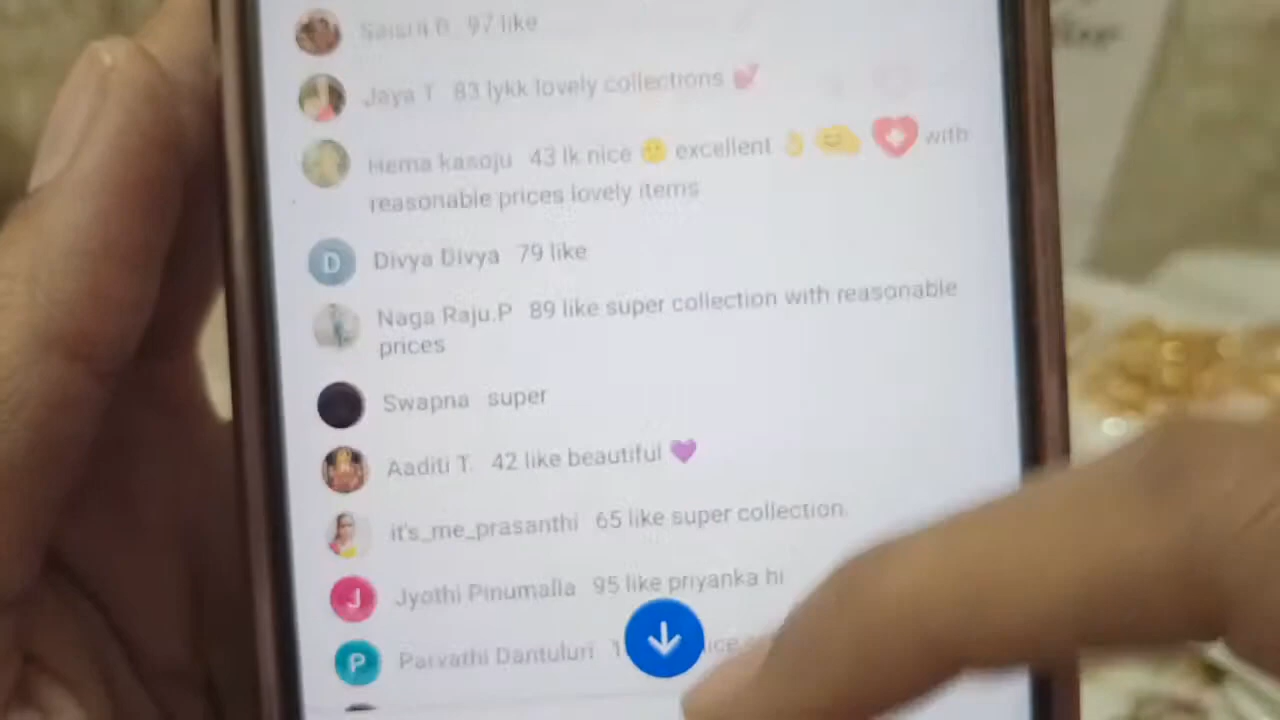 97 like
Jaya T 83 lykk lovely collections 💕
Hema kasoju 43 lk nice 🙂 excellent 👌 🫡 💗 with
reasonable prices lovely items
D Divya Divya 79 like
Naga Raju.P 89 like super collection with reasonable
prices
Swapna super
Aaditi T. 42 like beautiful 💜
it's_me_prasanthi 65 like super collection.
J Jyothi Pinumalla 95 like priyanka hi
P Parvathi Dantuluri